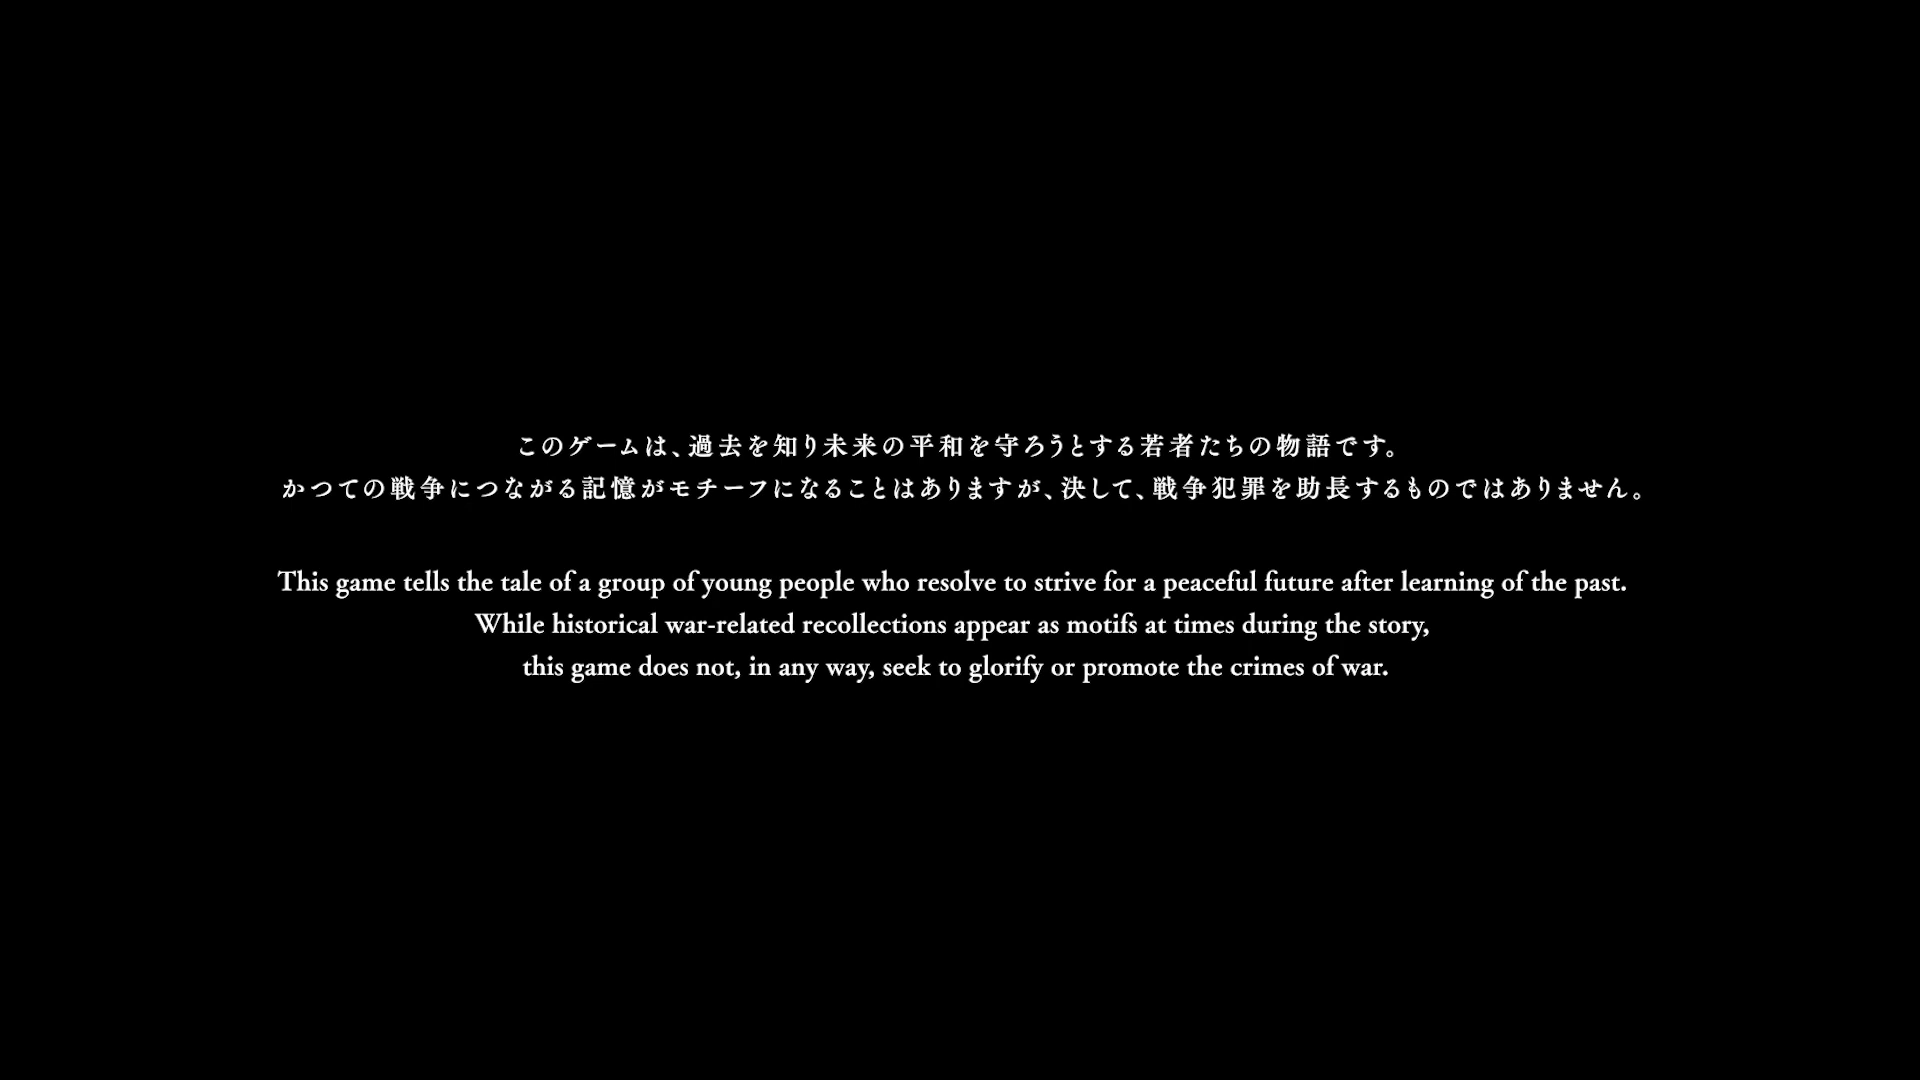 このゲームは、過去を知り未来の平和を守ろうとする若者たちの物語です。
かつての戦争につながる記憶がモチーフになることはありますが、決して、戦争犯罪を助長するものではありません。
This game tells the tale of a group of young people who resolve to strive for a peaceful future after learning of the past.
While historical war-related recollections appear as motifs at times during the story,
this game does not, in any way, seek to glorify or promote the crimes of war.